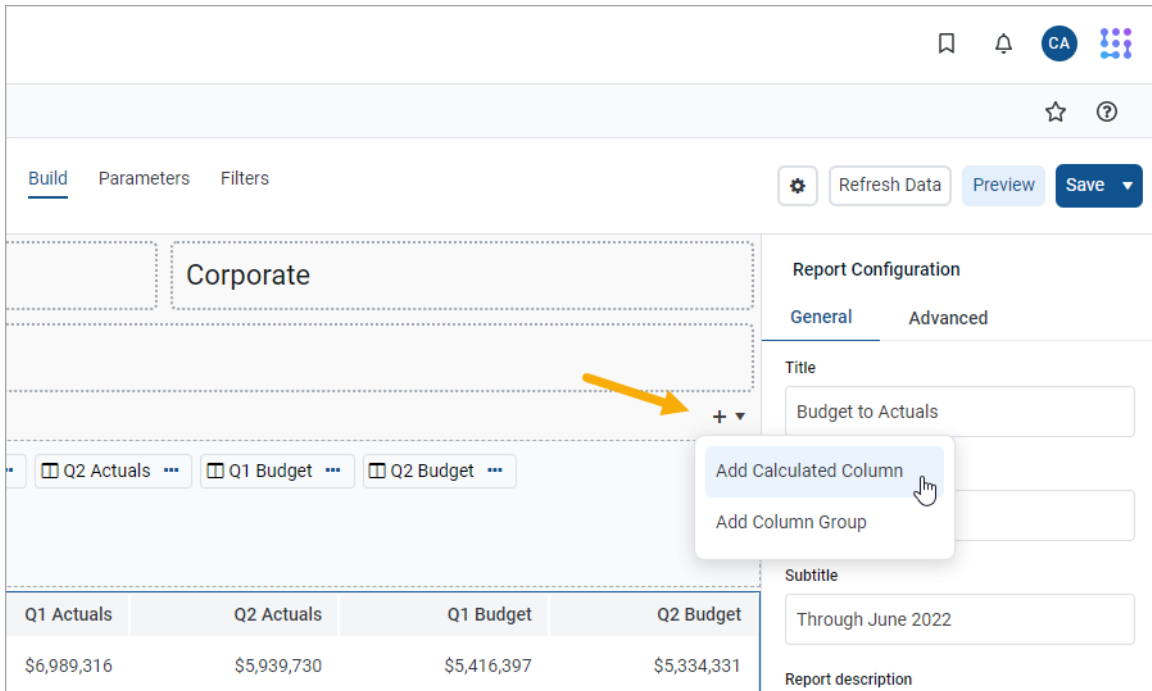 CA
Build Parameters Filters
Refresh Data Preview Save
Corporate
Report Configuration
General Advanced
Title
Budget to Actuals
Q2 Actuals ••• Q1 Budget ••• Q2 Budget •••
Add Calculated Column
Add Column Group
Subtitle
Through June 2022
Q1 Actuals Q2 Actuals Q1 Budget Q2 Budget
$6,989,316 $5,939,730 $5,416,397 $5,334,331
Report description